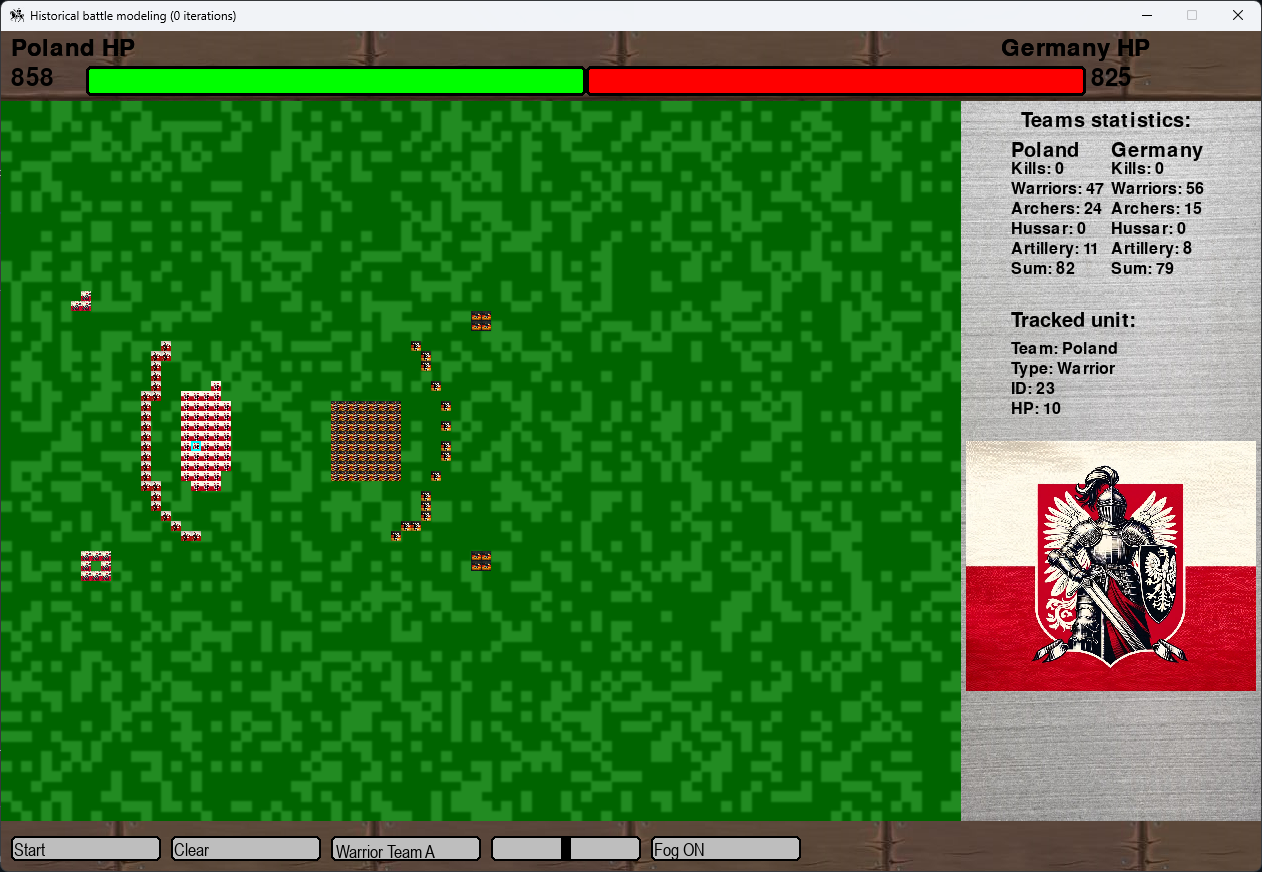 Historical battle modeling (0 iterations)
Poland HP
Germany HP
858
825
Teams statistics:
Poland Germany
Kills: 0 Kills: 0
Warriors: 47 Warriors: 56
Archers: 24 Archers: 15
Hussar: 0 Hussar: 0
Artillery: 11 Artillery: 8
Sum: 82 Sum: 79
Tracked unit:
Team: Poland
Type: Warrior
ID: 23
HP: 10
Start
Clear
Warrior Team A
Fog ON